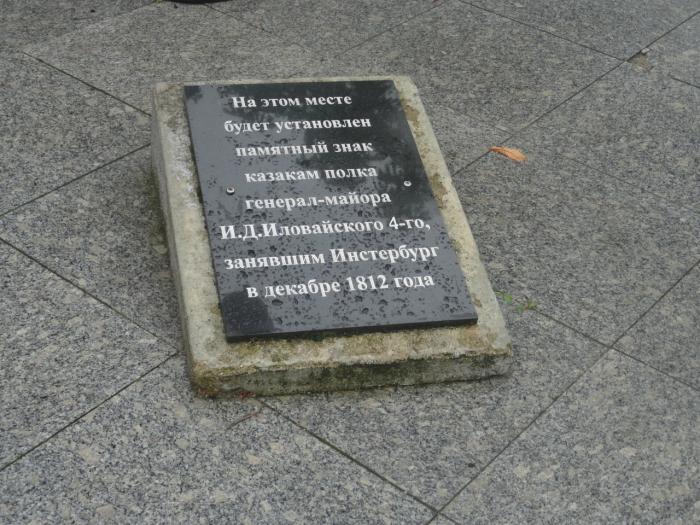 На этом месте
будет установлен
памятный знак
казакам полка
генерал-майора
И.Д.Иловайского 4-го,
занявшим Инстербург
в декабре 1812 года